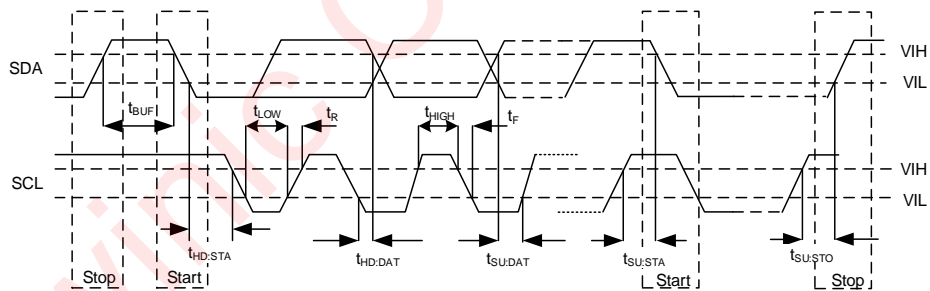 VIH
SDA
VIL
tBUF
tLOW
tR
tHIGH
tF
VIH
SCL
VIL
tHD:STA
tHD:DAT
tSU:DAT
tSU:STA
tSU:STO
Stop
Start
Start
Stop